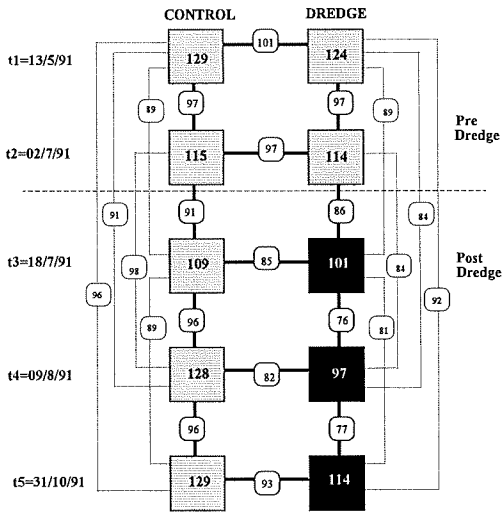 CONTROL DREDGE
t1=13/5/91 129 101 124
89 97 97 89
Pre
Dredge
t2=02/7/91 115 97 114
91 91 86 84
t3=18/7/91 109 85 101
Post
Dredge
98 84
96 92
89 96 76 81
t4=09/8/91 128 82 97
96 77
t5=31/10/91 129 93 114